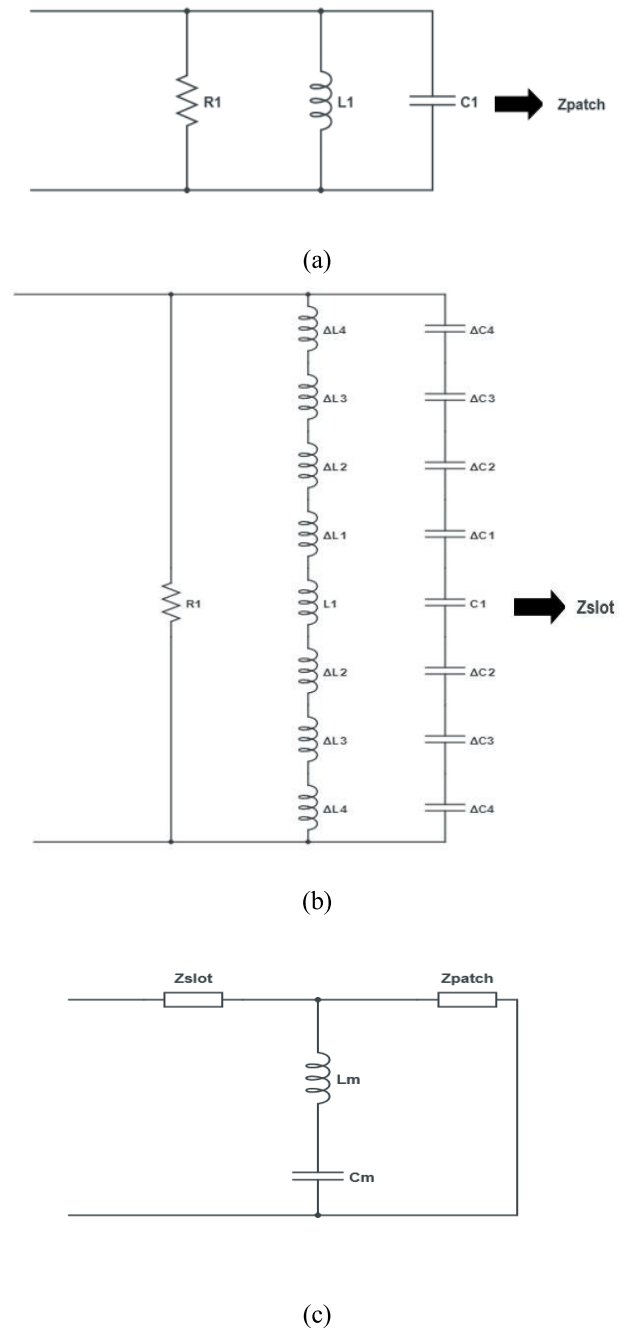 R1
L1
C1
Zpatch
(a)
ΔL4
ΔC4
ΔL3
ΔC3
ΔL2
ΔC2
ΔL1
ΔC1
R1
L1
C1
Zslot
ΔL2
ΔC2
ΔL3
ΔC3
ΔL4
ΔC4
(b)
Zslot
Zpatch
Lm
Cm
(c)